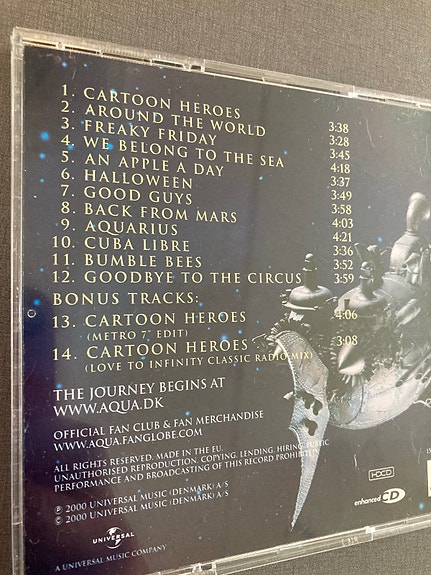 1. CARTOON HEROES 3:38
2. AROUND THE WORLD 3:28
3. FREAKY FRIDAY 3:45
4. WE BELONG TO THE SEA 4:18
5. AN APPLE A DAY 3:37
6. HALLOWEEN 3:49
7. GOOD GUYS 3:58
8. BACK FROM MARS 4:03
9. AQUARIUS 4:21
10. CUBA LIBRE 3:36
11. BUMBLE BEES 3:52
12. GOODBYE TO THE CIRCUS 3:59
BONUS TRACKS:
13. CARTOON HEROES 4:06
(METRO 7" EDIT)
14. CARTOON HEROES 3:08
(LOVE TO INFINITY CLASSIC RADIO MIX)
THE JOURNEY BEGINS AT
WWW.AQUA.DK
OFFICIAL FAN CLUB & FAN MERCHANDISE
WWW.AQUA.FANGLOBE.COM
ALL RIGHTS RESERVED. MADE IN THE EU.
UNAUTHORISED REPRODUCTION, COPYING, LENDING, HIRING, PUBLIC
PERFORMANCE AND BROADCASTING OF THIS RECORD PROHIBITED.
℗ 2000 UNIVERSAL MUSIC (DENMARK) A/S
© 2000 UNIVERSAL MUSIC (DENMARK) A/S
UNIVERSAL
A UNIVERSAL MUSIC COMPANY
HDCD
enhanced CD